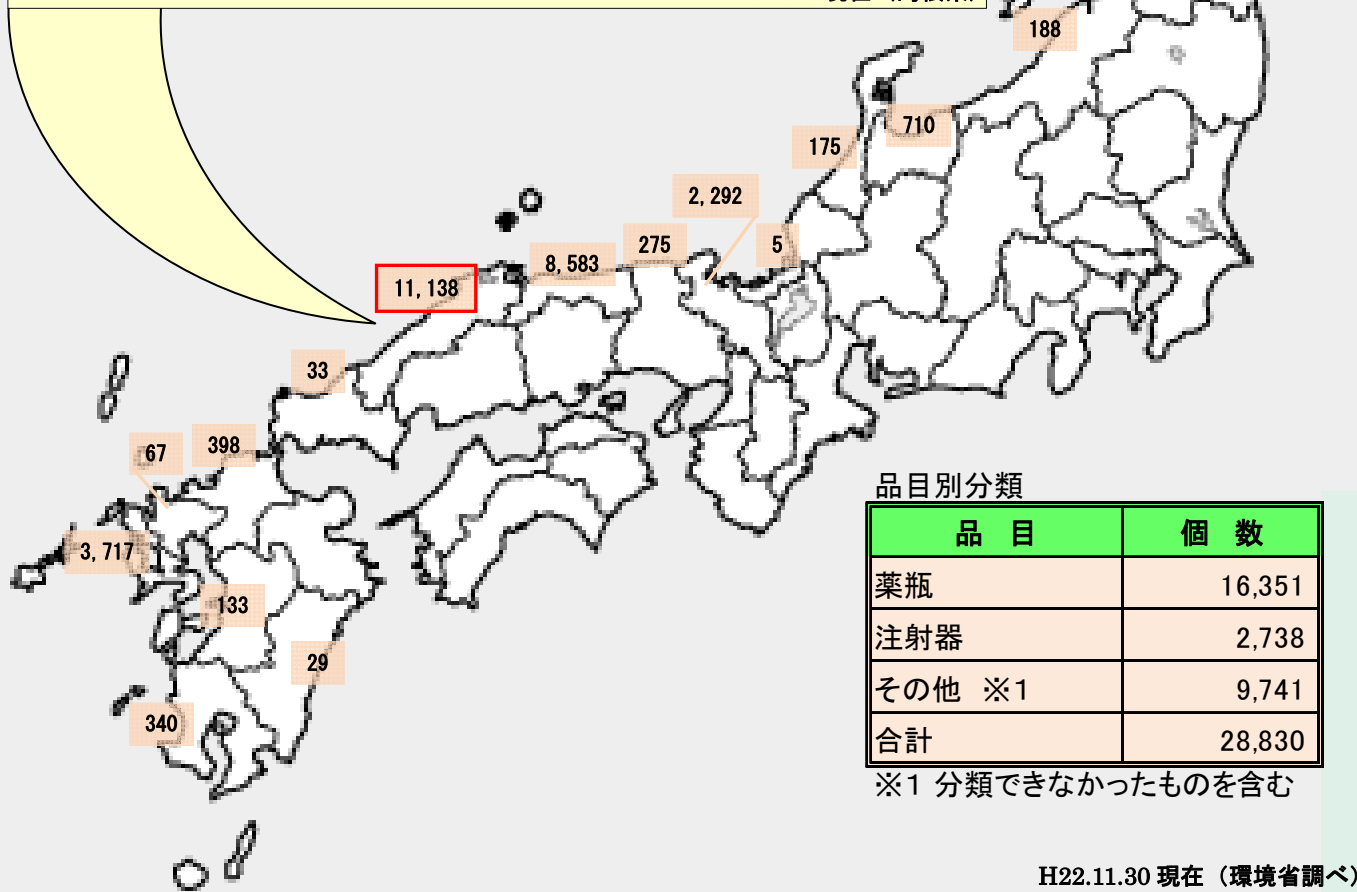 188
710
175
2,292
275
5
8,583
11,138
33
398
67
3,717
133
29
340
品目別分類
品 目 個 数
薬瓶 16,351
注射器 2,738
その他 ※1 9,741
合計 28,830
※1 分類できなかったものを含む
H22.11.30 現在（環境省調べ）